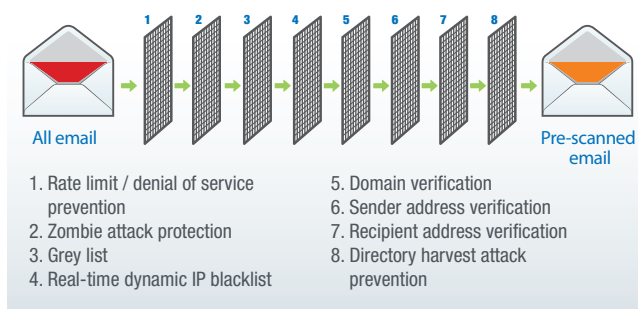 1 2 3 4 5 6 7 8
All email
Pre-scanned
email
1. Rate limit / denial of service
prevention
2. Zombie attack protection
3. Grey list
4. Real-time dynamic IP blacklist
5. Domain verification
6. Sender address verification
7. Recipient address verification
8. Directory harvest attack
prevention